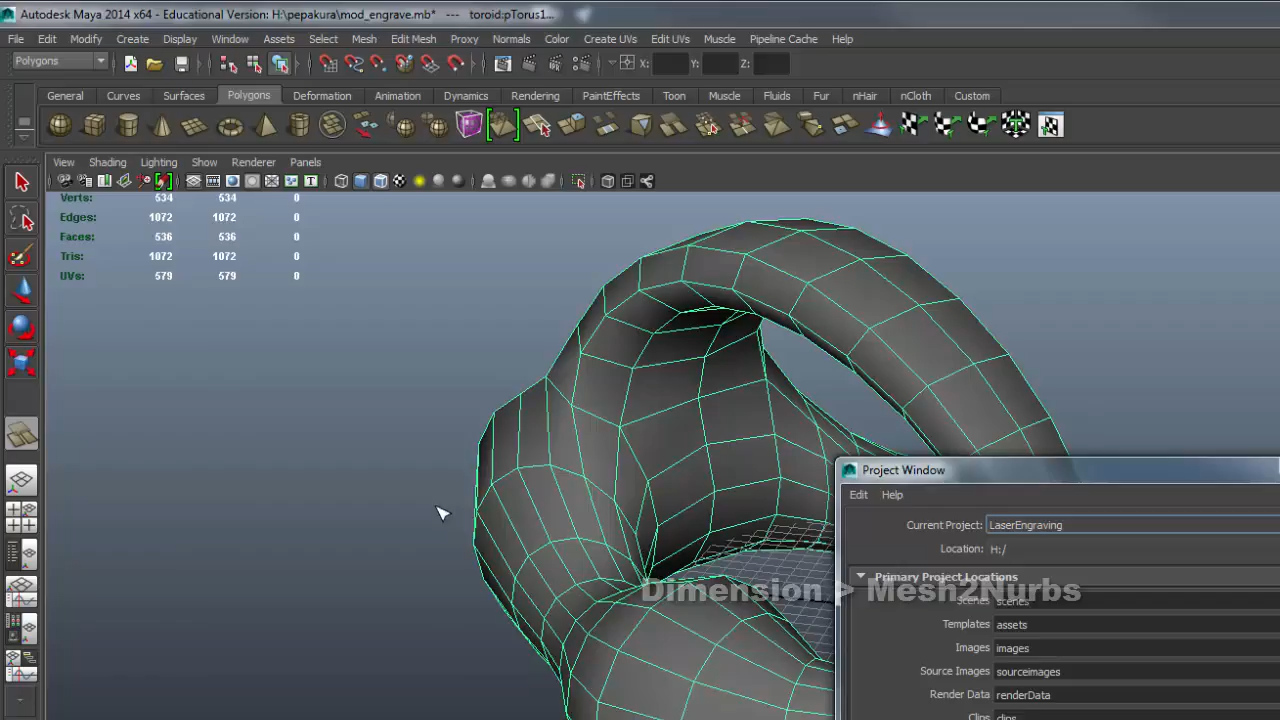 Autodesk Maya 2014 x64 - Educational Version: H:\pepakura\mod_engrave.mb* --- toroid:pTorus1...
File Edit Modify Create Display Window Assets Select Mesh Edit Mesh Proxy Normals Color Create UVs Edit UVs Muscle Pipeline Cache Help
Polygons X: Y: Z:
General Curves Surfaces Polygons Deformation Animation Dynamics Rendering PaintEffects Toon Muscle Fluids Fur nHair nCloth Custom
View Shading Lighting Show Renderer Panels
Verts: 534 534 0
Edges: 1072 1072 0
Faces: 536 536 0
Tris: 1072 1072 0
UVs: 579 579 0
Project Window
Edit Help
Current Project: LaserEngraving
Location: H:/
Primary Project Locations
Dimension > Mesh2Nurbs
Scenes scenes
Templates assets
Images images
Source Images sourceimages
Render Data renderData
Clips clips